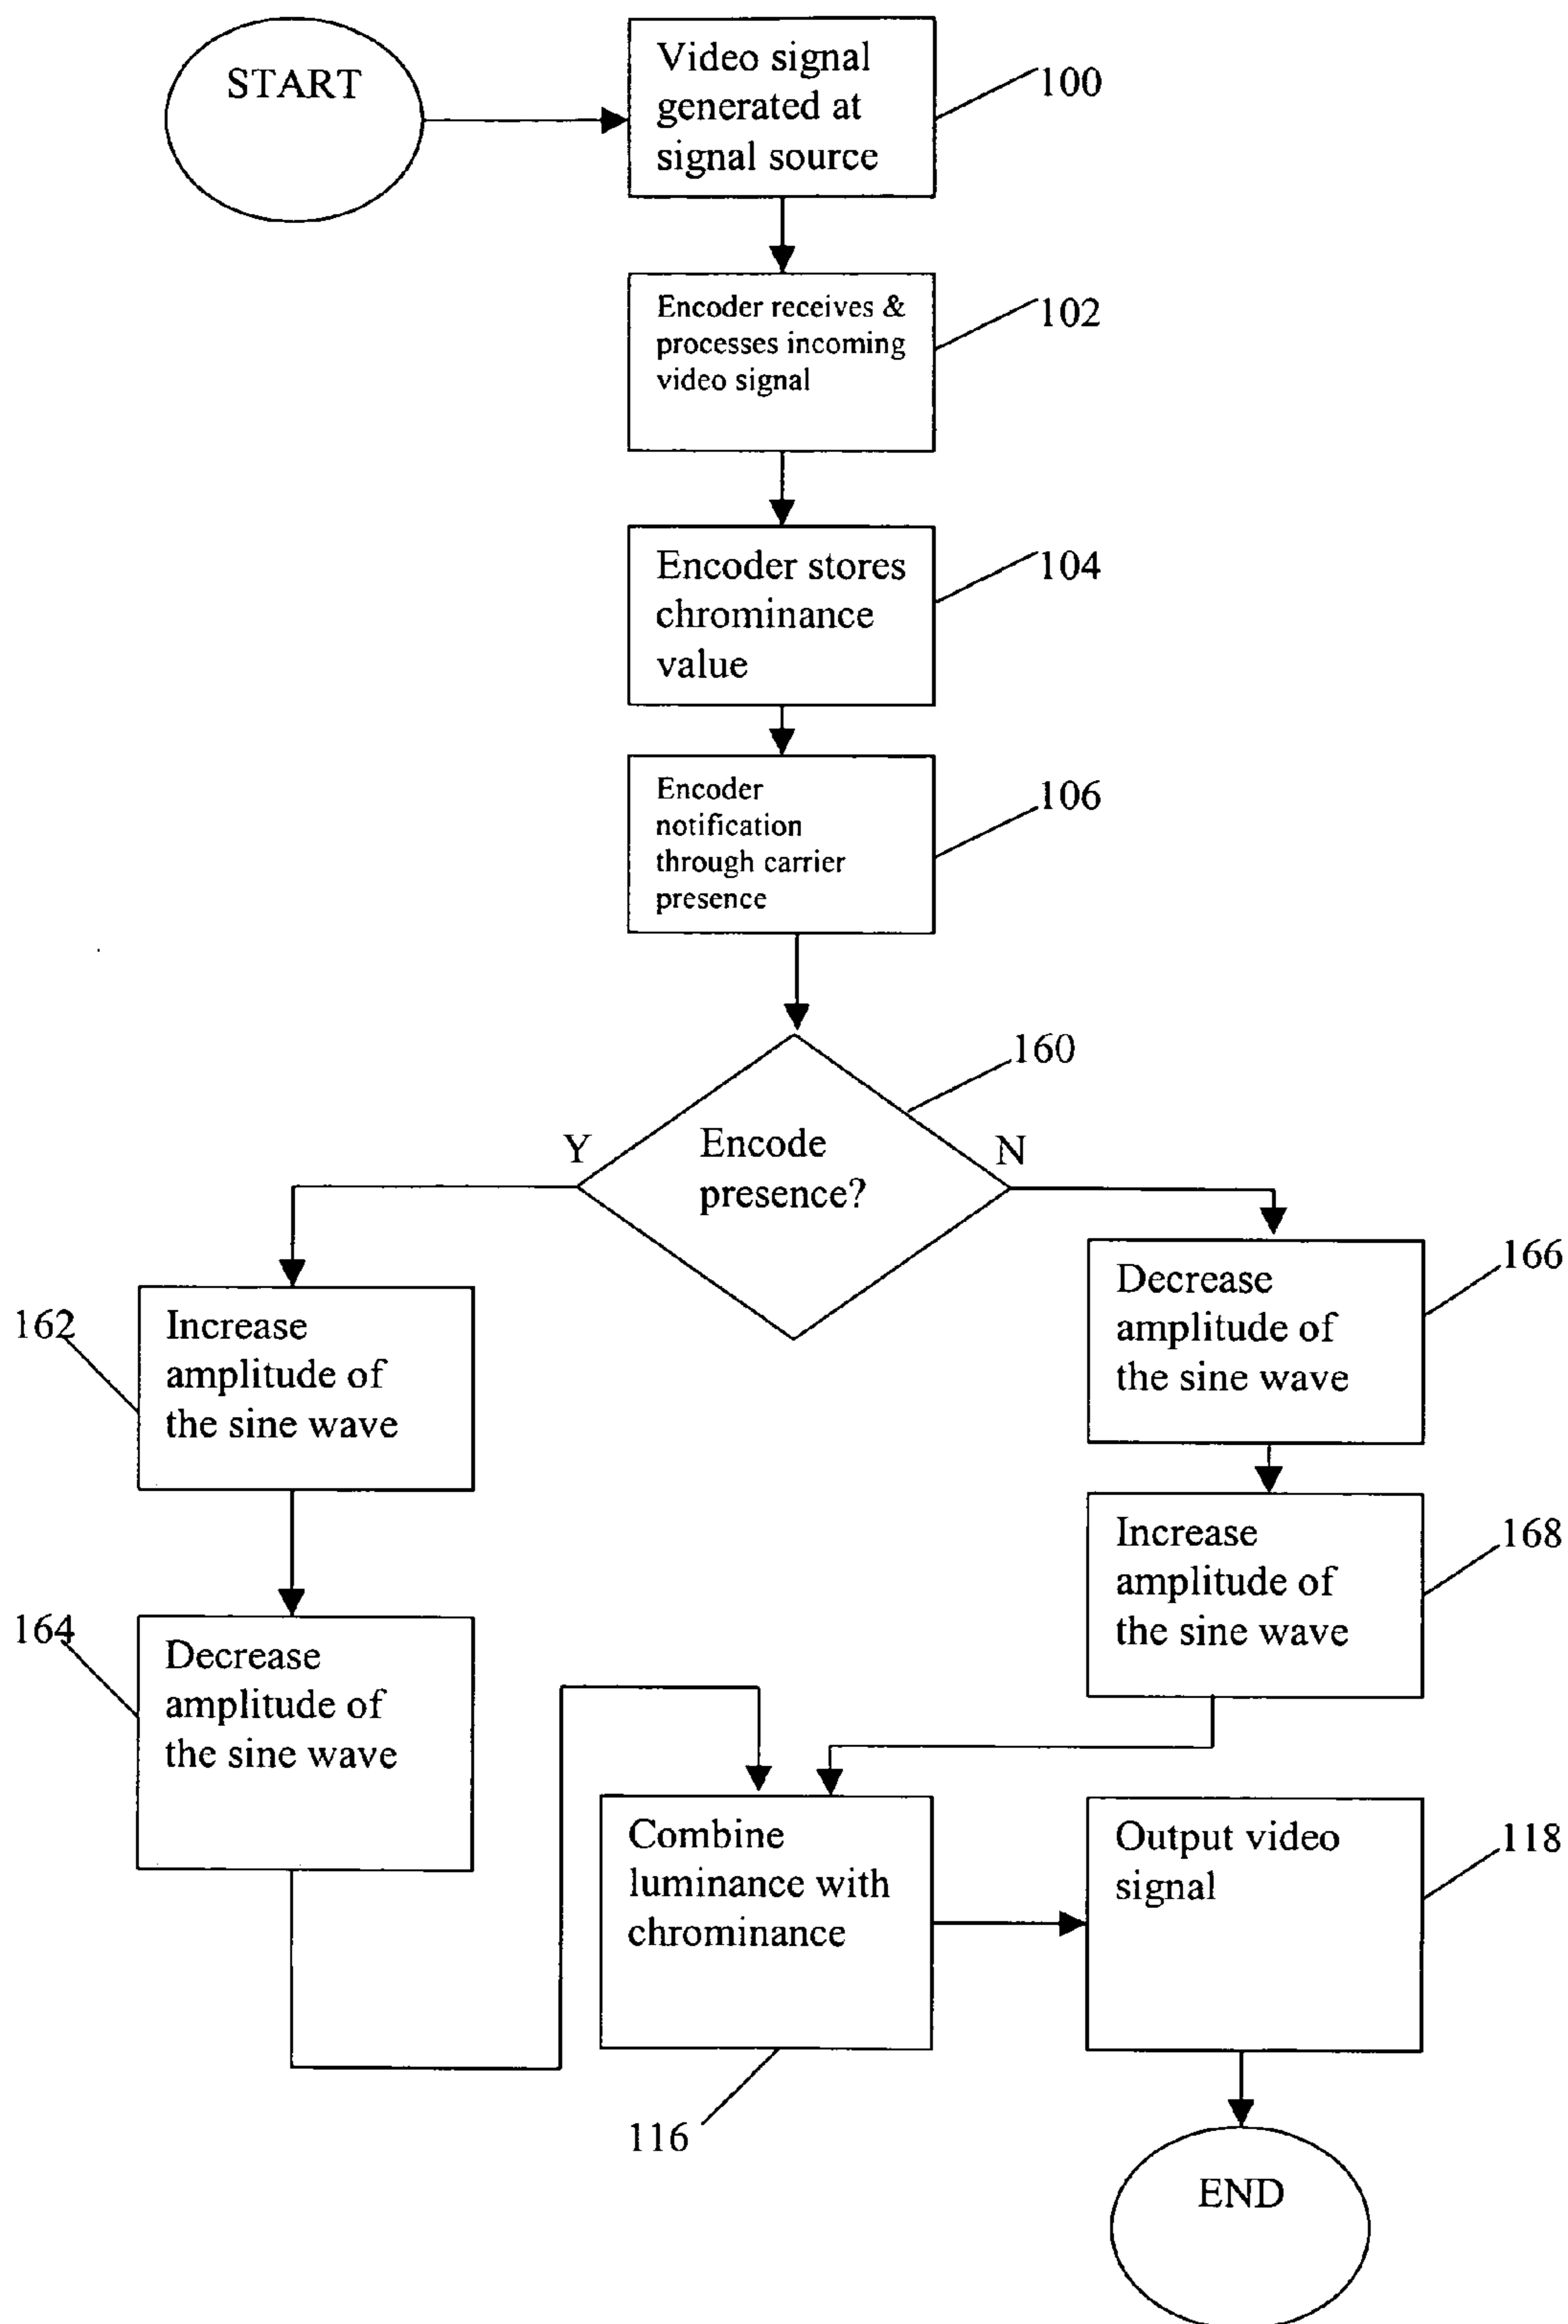 START
Video signal
generated at
signal source
100
Encoder receives &
processes incoming
video signal
102
Encoder stores
chrominance
value
104
Encoder
notification
through carrier
presence
106
160
Encode
presence?
Y
N
162
Increase
amplitude of
the sine wave
Decrease
amplitude of
the sine wave
166
Increase
amplitude of
the sine wave
168
164
Decrease
amplitude of
the sine wave
Combine
luminance with
chrominance
116
Output video
signal
118
END